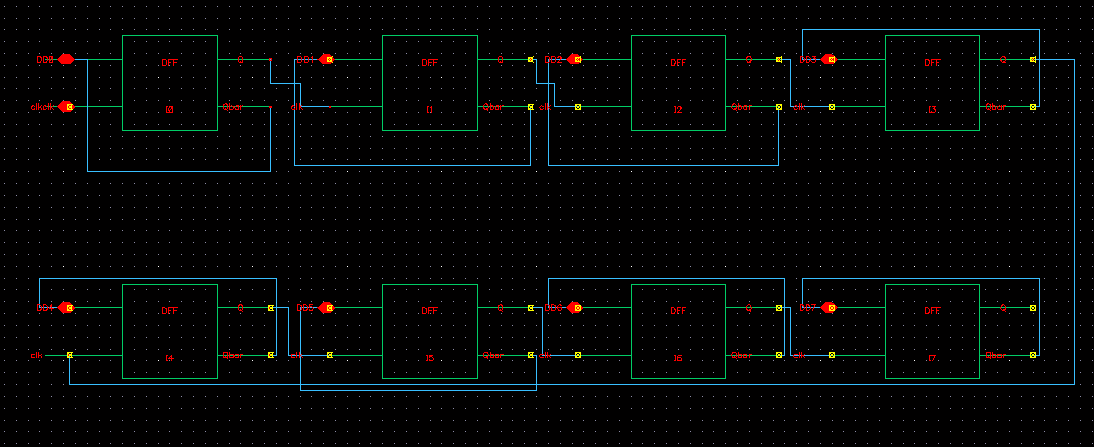 DB0 DFF Q DB1 DFF Q DB2 DFF Q DB3 DFF Q
clkclk I0 Qbar clk I1 Qbar clk I2 Qbar clk I3 Qbar
DB4 DFF Q DB5 DFF Q DB6 DFF Q DB7 DFF Q
clk I4 Qbar clk I5 Qbar clk I6 Qbar clk I7 Qbar